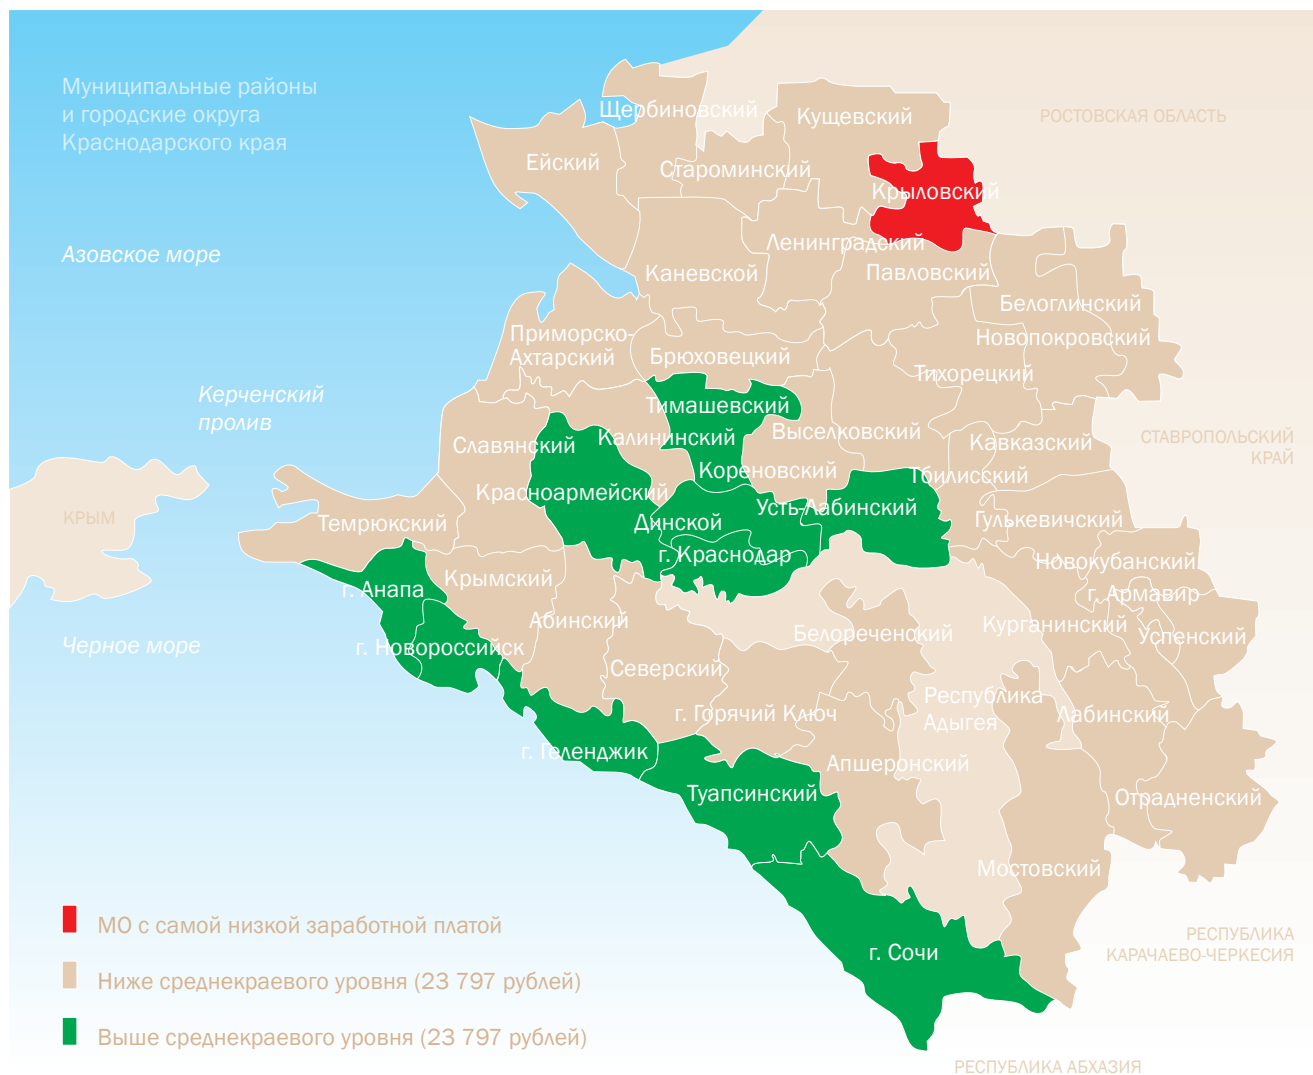 Муниципальные районы
и городские округа
Краснодарского края
Щербиновский
Кущевский
РОСТОВСКАЯ ОБЛАСТЬ
Ейский
Староминский
Крыловский
Азовское море
Ленинградский
Каневской
Павловский
Белоглинский
Приморско-
Ахтарский
Новопокровский
Брюховецкий
Тихорецкий
Керченский
пролив
Тимашевский
Славянский
Калининский
Выселковский
Кавказский
СТАВРОПОЛЬСКИЙ
КРАЙ
Кореновский
Тбилисский
Красноармейский
Усть-Лабинский
КРЫМ
Темрюкский
Динской
Гулькевичский
г. Краснодар
Новокубанский
Крымский
г. Анапа
г. Армавир
Абинский
Белореченский
Курганинский
Успенский
Черное море
г. Новороссийск
Северский
Республика
Адыгея
г. Горячий Ключ
Лабинский
г. Геленджик
Апшеронский
Туапсинский
Отрадненский
Мостовский
МО с самой низкой заработной платой
г. Сочи
РЕСПУБЛИКА
КАРАЧАЕВО-ЧЕРКЕСИЯ
Ниже среднекраевого уровня (23 797 рублей)
Выше среднекраевого уровня (23 797 рублей)
РЕСПУБЛИКА АБХАЗИЯ